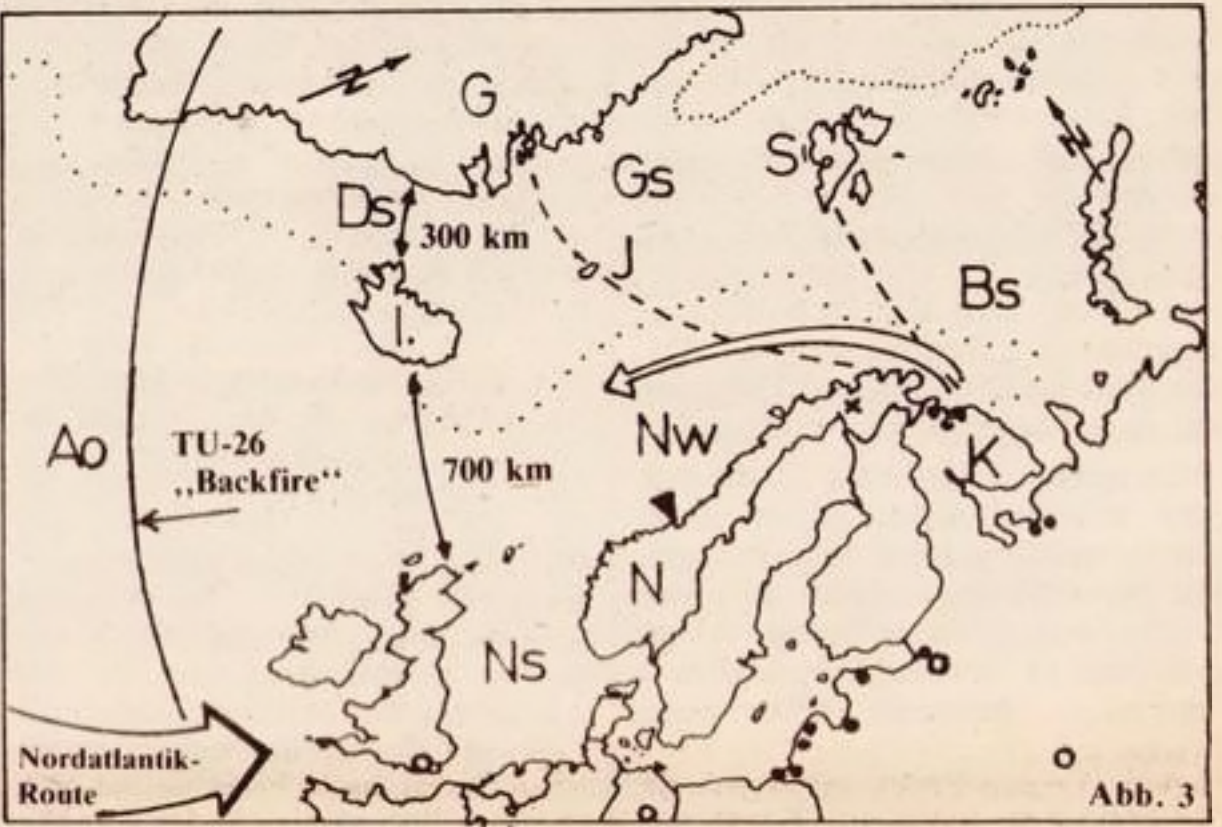 G
Gs
S
Ds
300 km
J
Bs
I.
Ao
TU-26
„Backfire“
700 km
Nw
K
N
Ns
Nordatlantik-
Route
Abb. 3
N
N